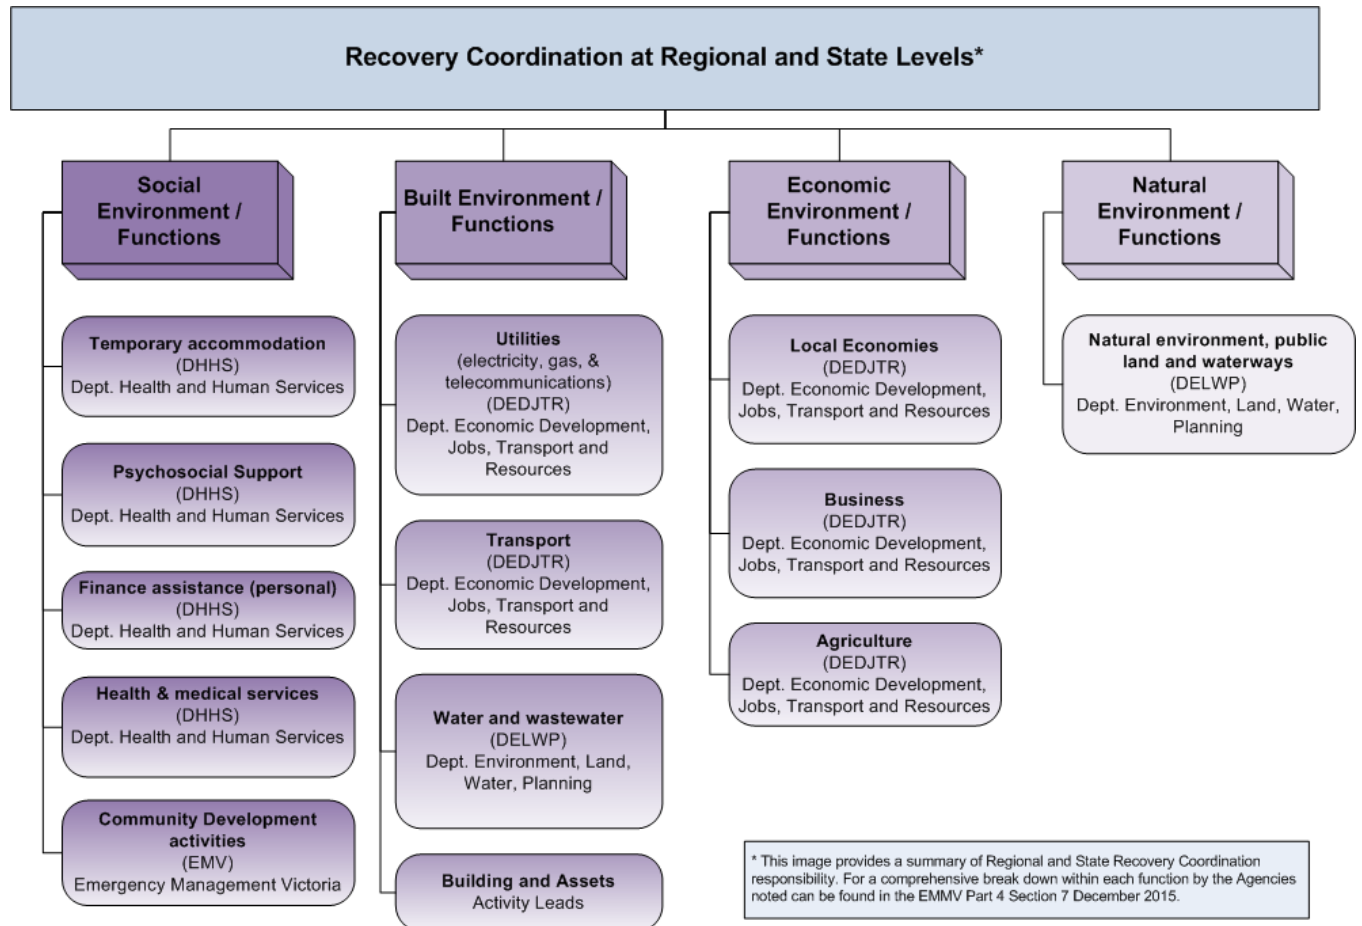 Recovery Coordination at Regional and State Levels*
Social
Environment /
Functions
Temporary accommodation
(DHHS)
Dept. Health and Human Services
Psychosocial Support
(DHHS)
Dept. Health and Human Services
Finance assistance (personal)
(DHHS)
Dept. Health and Human Services
Health & medical services
(DHHS)
Dept. Health and Human Services
Community Development
activities
(EMV)
Emergency Management Victoria
Built Environment /
Functions
Utilities
(electricity, gas, &
telecommunications)
(DEDJTR)
Dept. Economic Development,
Jobs, Transport and
Resources
Transport
(DEDJTR)
Dept. Economic Development,
Jobs, Transport and
Resources
Water and wastewater
(DELWP)
Dept. Environment, Land,
Water, Planning
Building and Assets
Activity Leads
Economic
Environment /
Functions
Local Economies
(DEDJTR)
Dept. Economic Development,
Jobs, Transport and Resources
Business
(DEDJTR)
Dept. Economic Development,
Jobs, Transport and Resources
Agriculture
(DEDJTR)
Dept. Economic Development,
Jobs, Transport and Resources
Natural
Environment /
Functions
Natural environment, public
land and waterways
(DELWP)
Dept. Environment, Land, Water,
Planning
* This image provides a summary of Regional and State Recovery Coordination
responsibility. For a comprehensive break down within each function by the Agencies
noted can be found in the EMMV Part 4 Section 7 December 2015.